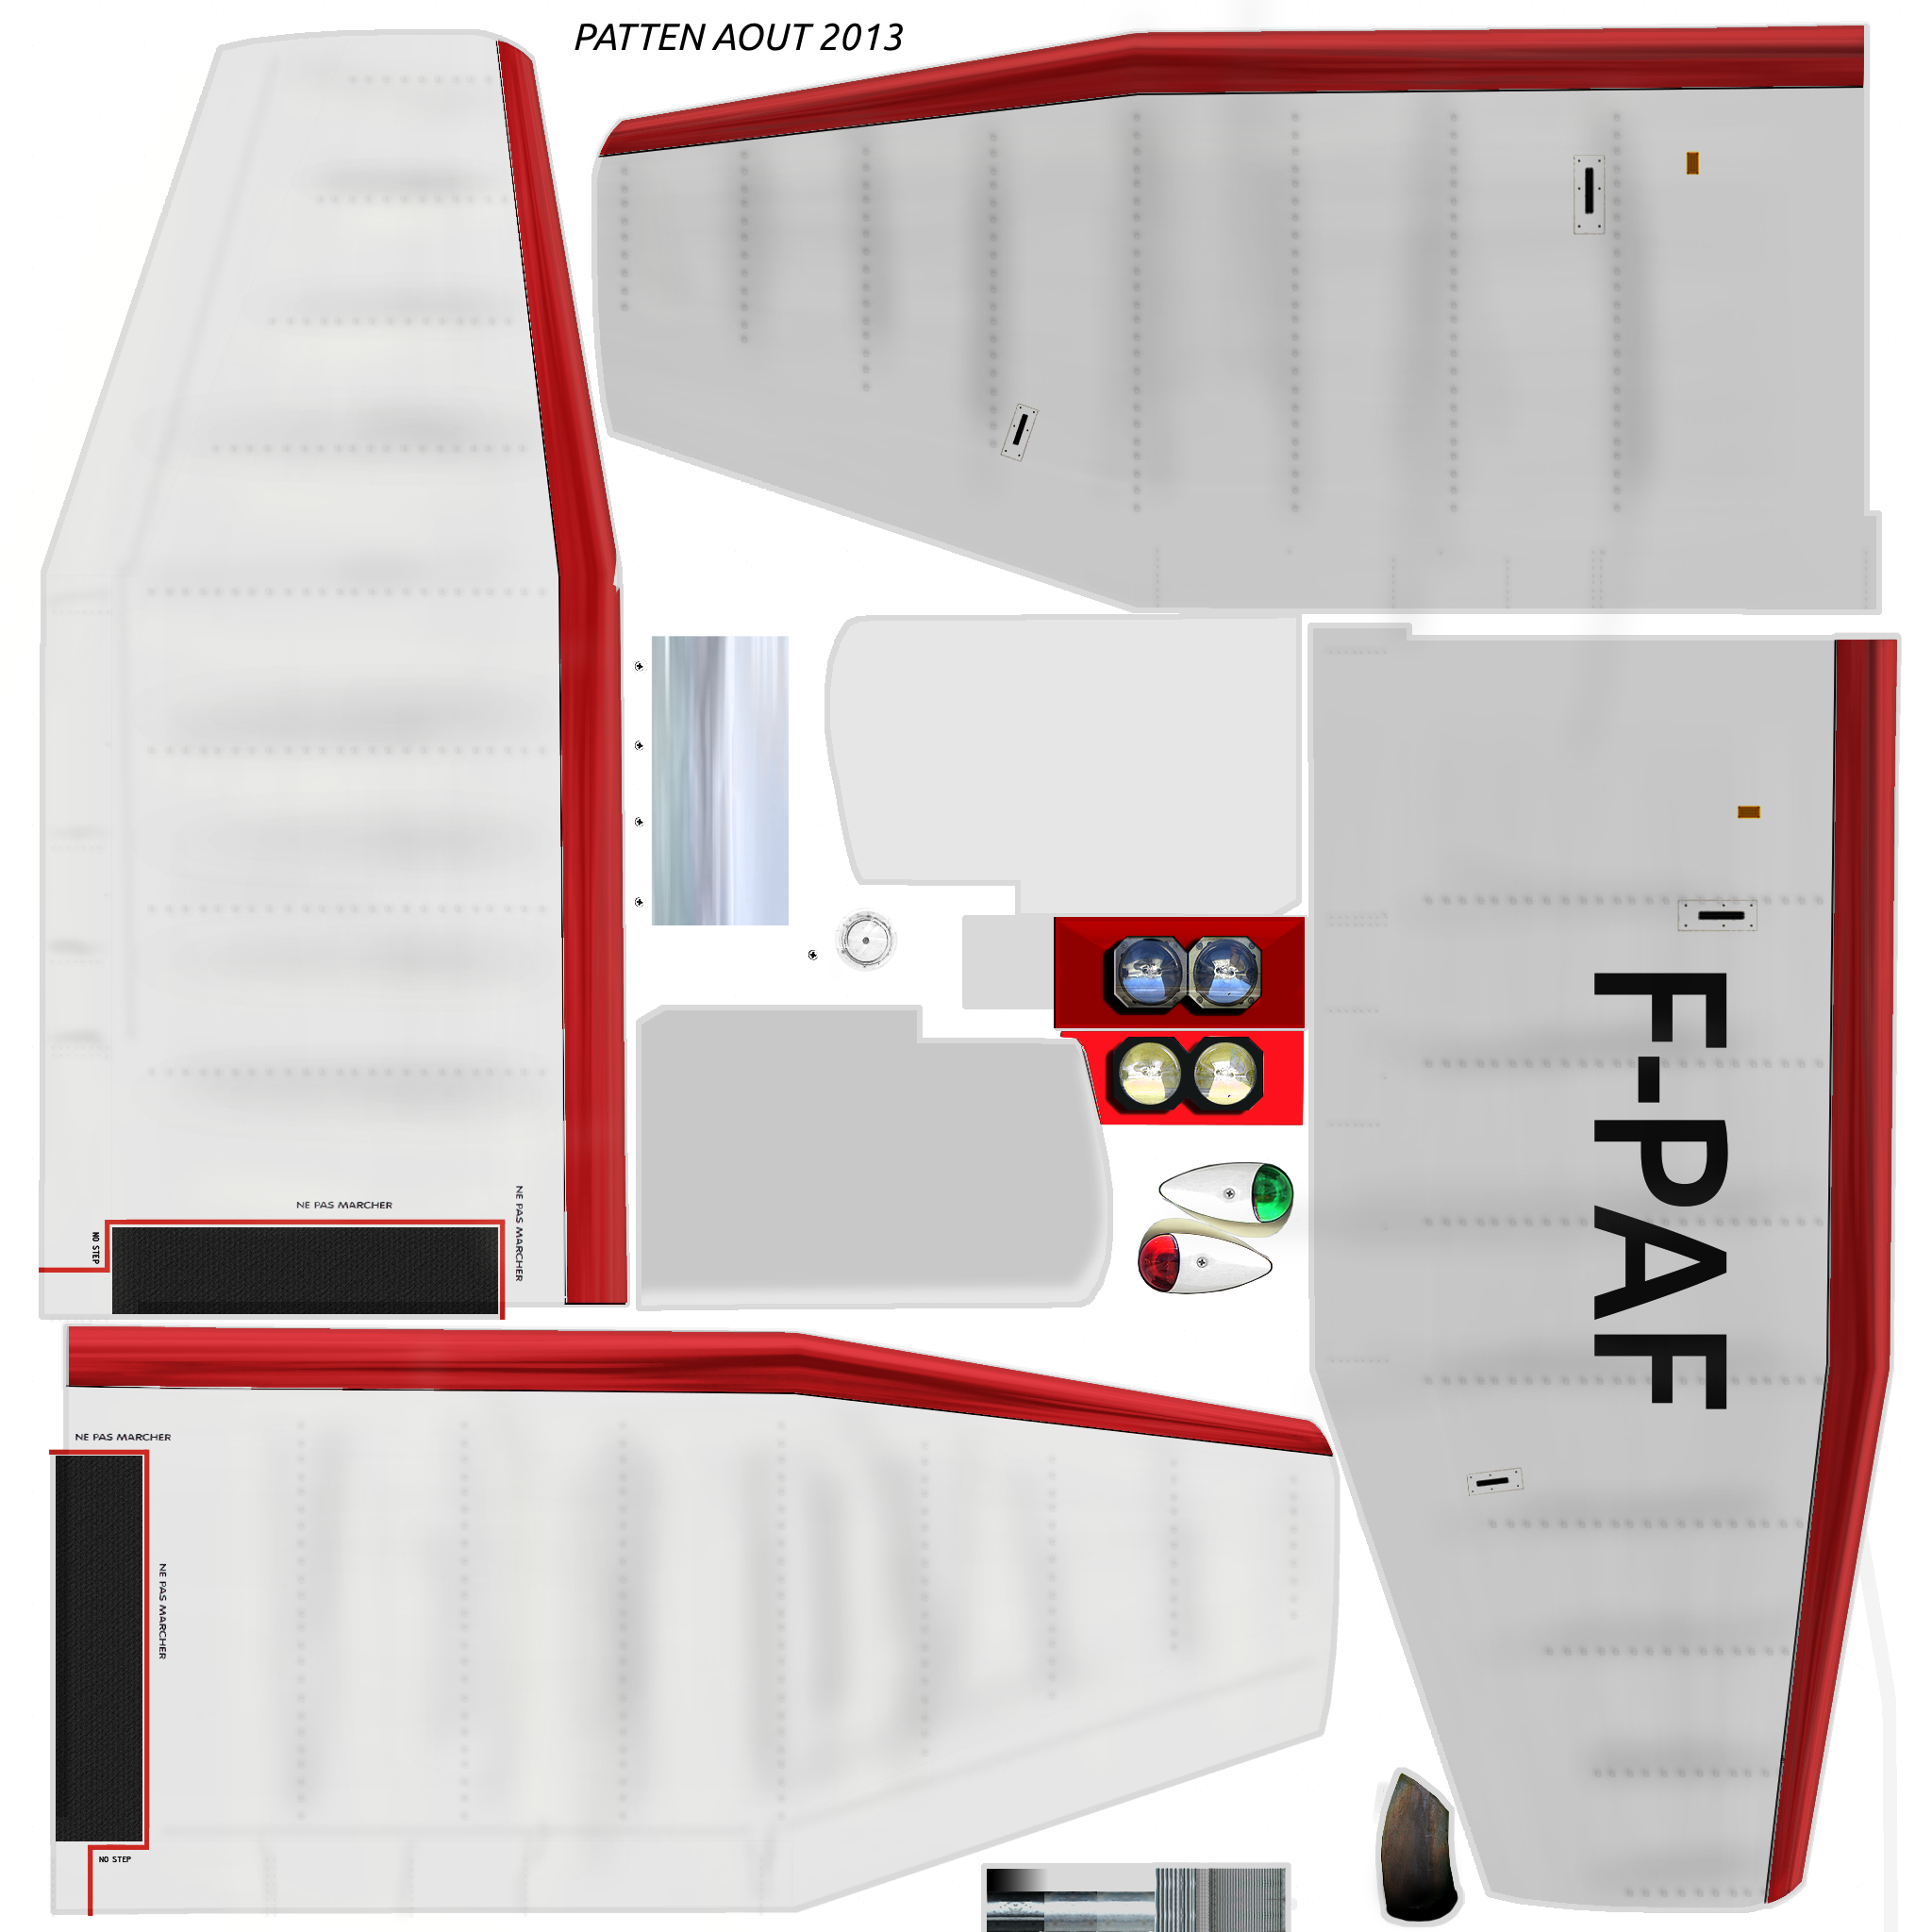 PATTEN AOUT 2013
F-PAF
NE PAS MARCHER
NE PAS MARCHER
NO STEP
NE PAS MARCHER
NE PAS MARCHER
NO STEP